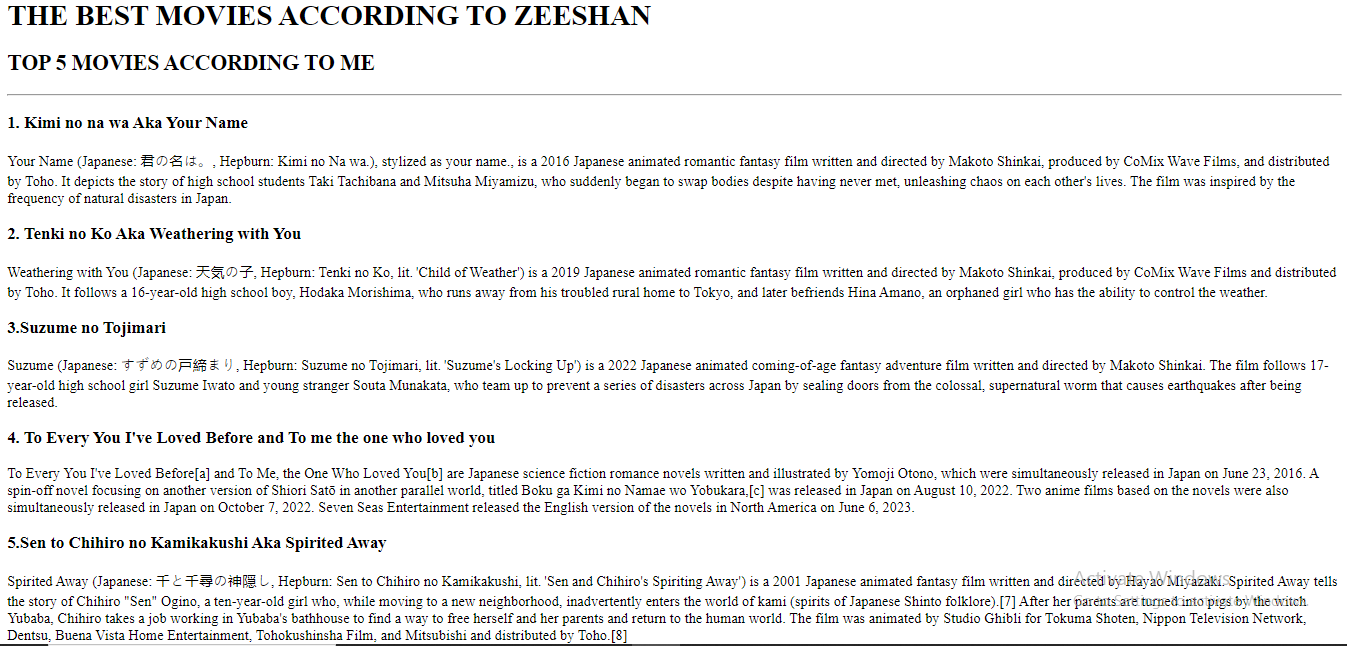 THE BEST MOVIES ACCORDING TO ZEESHAN
TOP 5 MOVIES ACCORDING TO ME
1. Kimi no na wa Aka Your Name
Your Name (Japanese: 君の名は。, Hepburn: Kimi no Na wa.), stylized as your name., is a 2016 Japanese animated romantic fantasy film written and directed by Makoto Shinkai, produced by CoMix Wave Films, and distributed
by Toho. It depicts the story of high school students Taki Tachibana and Mitsuha Miyamizu, who suddenly began to swap bodies despite having never met, unleashing chaos on each other's lives. The film was inspired by the
frequency of natural disasters in Japan.
2. Tenki no Ko Aka Weathering with You
Weathering with You (Japanese: 天気の子, Hepburn: Tenki no Ko, lit. 'Child of Weather') is a 2019 Japanese animated romantic fantasy film written and directed by Makoto Shinkai, produced by CoMix Wave Films and distributed
by Toho. It follows a 16-year-old high school boy, Hodaka Morishima, who runs away from his troubled rural home to Tokyo, and later befriends Hina Amano, an orphaned girl who has the ability to control the weather.
3.Suzume no Tojimari
Suzume (Japanese: すずめの戸締まり, Hepburn: Suzume no Tojimari, lit. 'Suzume's Locking Up') is a 2022 Japanese animated coming-of-age fantasy adventure film written and directed by Makoto Shinkai. The film follows 17-
year-old high school girl Suzume Iwato and young stranger Souta Munakata, who team up to prevent a series of disasters across Japan by sealing doors from the colossal, supernatural worm that causes earthquakes after being
released.
4. To Every You I've Loved Before and To me the one who loved you
To Every You I've Loved Before[a] and To Me, the One Who Loved You[b] are Japanese science fiction romance novels written and illustrated by Yomoji Otono, which were simultaneously released in Japan on June 23, 2016. A
spin-off novel focusing on another version of Shiori Satō in another parallel world, titled Boku ga Kimi no Namae wo Yobukara,[c] was released in Japan on August 10, 2022. Two anime films based on the novels were also
simultaneously released in Japan on October 7, 2022. Seven Seas Entertainment released the English version of the novels in North America on June 6, 2023.
5.Sen to Chihiro no Kamikakushi Aka Spirited Away
Spirited Away (Japanese: 千と千尋の神隠し, Hepburn: Sen to Chihiro no Kamikakushi, lit. 'Sen and Chihiro's Spiriting Away') is a 2001 Japanese animated fantasy film written and directed by Hayao Miyazaki. Spirited Away tells
the story of Chihiro "Sen" Ogino, a ten-year-old girl who, while moving to a new neighborhood, inadvertently enters the world of kami (spirits of Japanese Shinto folklore).[7] After her parents are turned into pigs by the witch
Yubaba, Chihiro takes a job working in Yubaba's bathhouse to find a way to free herself and her parents and return to the human world. The film was animated by Studio Ghibli for Tokuma Shoten, Nippon Television Network,
Dentsu, Buena Vista Home Entertainment, Tohokushinsha Film, and Mitsubishi and distributed by Toho.[8]
Activate Windows
Go to Settings to activate Windows.